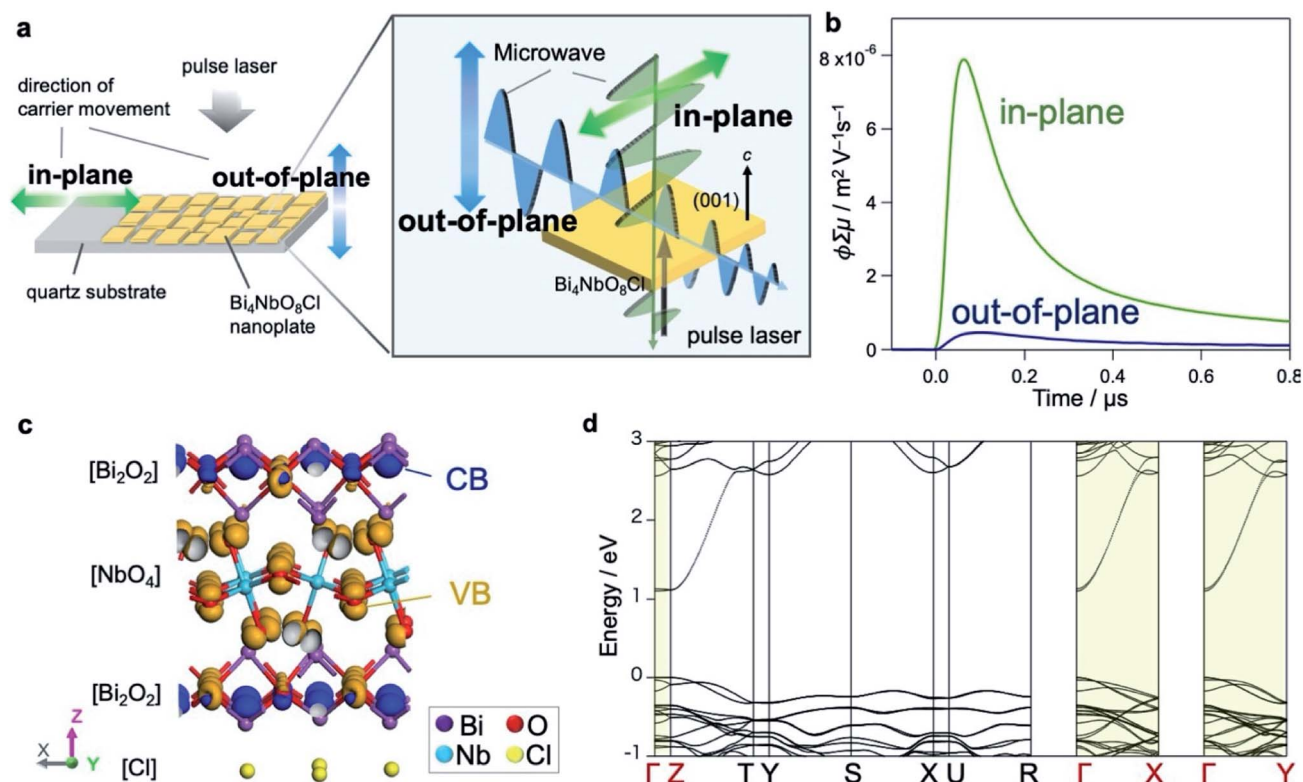 a
pulse laser
direction of
carrier movement
in-plane
out-of-plane
quartz substrate
Bi₄NbO₈Cl
nanoplate
Microwave
in-plane
out-of-plane
c
(001)
Bi₄NbO₈Cl
pulse laser
b
8 x10⁻⁶
6
4
2
0
ϕΣμ / m² V⁻¹s⁻¹
in-plane
out-of-plane
0.0
0.2
0.4
0.6
0.8
Time / μs
c
[Bi₂O₂]
CB
[NbO₄]
VB
[Bi₂O₂]
Z
X
Y
[Cl]
Bi
O
Nb
Cl
d
3
2
1
0
-1
Energy / eV
Γ Z T Y S X U R Γ X Γ Y